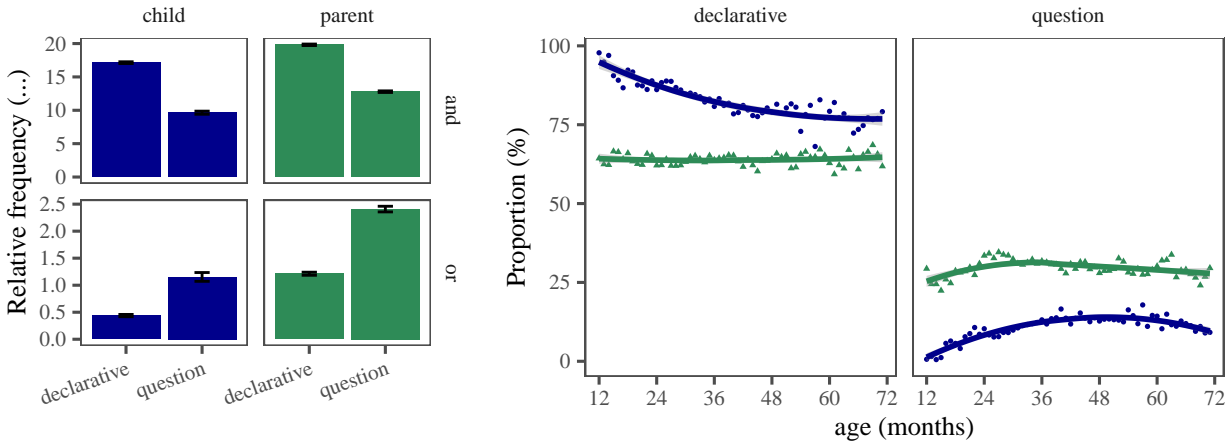 child parent
Relative frequency (...)
20
15
10
5
0
and
2.5
2.0
1.5
1.0
0.5
0.0
or
declarative question declarative question
declarative question
Proportion (%)
100
75
50
25
0
12 24 36 48 60 72 12 24 36 48 60 72
age (months)